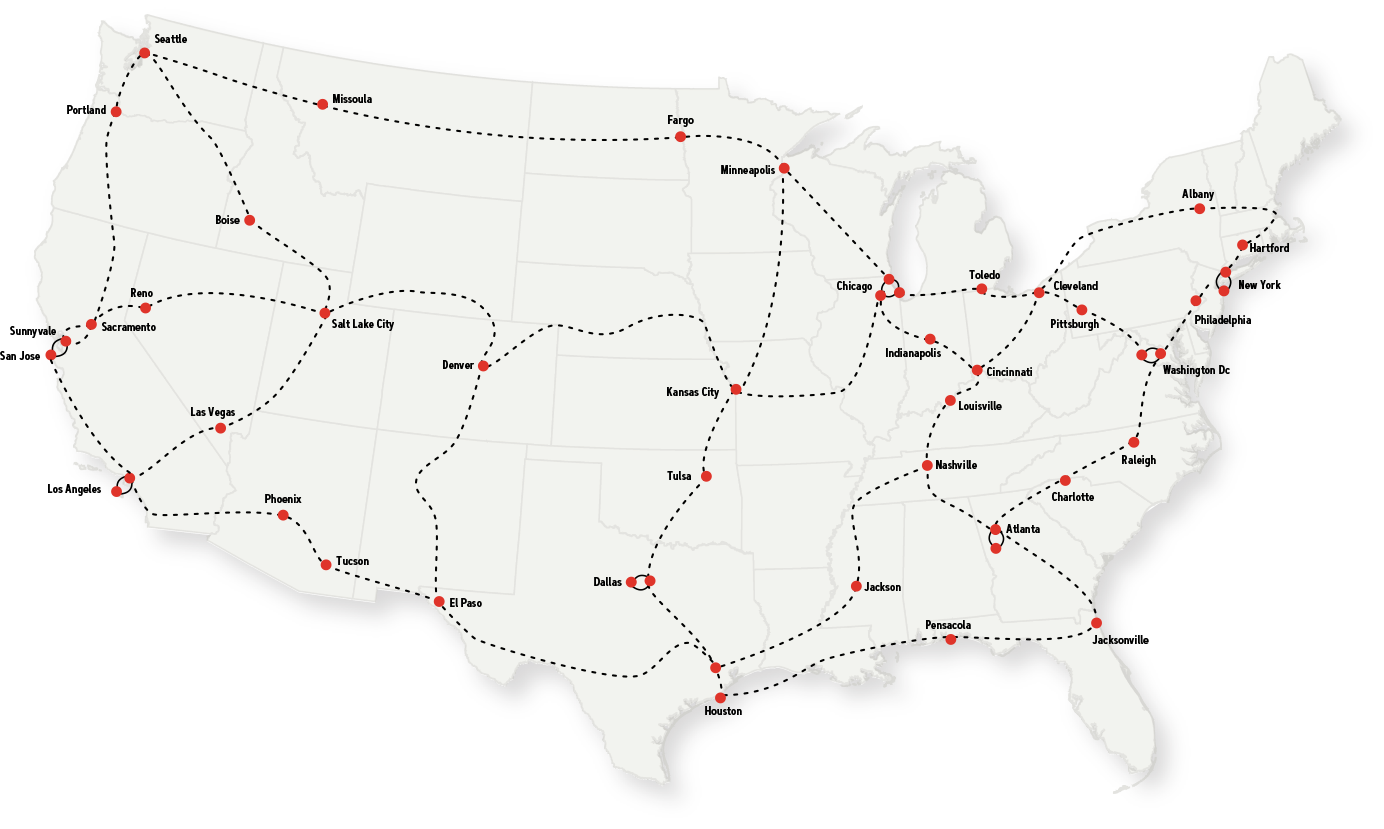 Seattle
Missoula
Portland
Fargo
Minneapolis
Albany
Boise
Hartford
Toledo
Chicago
Cleveland
New York
Reno
Philadelphia
Pittsburgh
Salt Lake City
Sacramento
Sunnyvale
San Jose
Indianapolis
Denver
Cincinnati
Washington Dc
Kansas City
Louisville
Las Vegas
Raleigh
Nashville
Tulsa
Los Angeles
Charlotte
Phoenix
Atlanta
Tucson
Dallas
Jackson
El Paso
Pensacola
Jacksonville
Houston